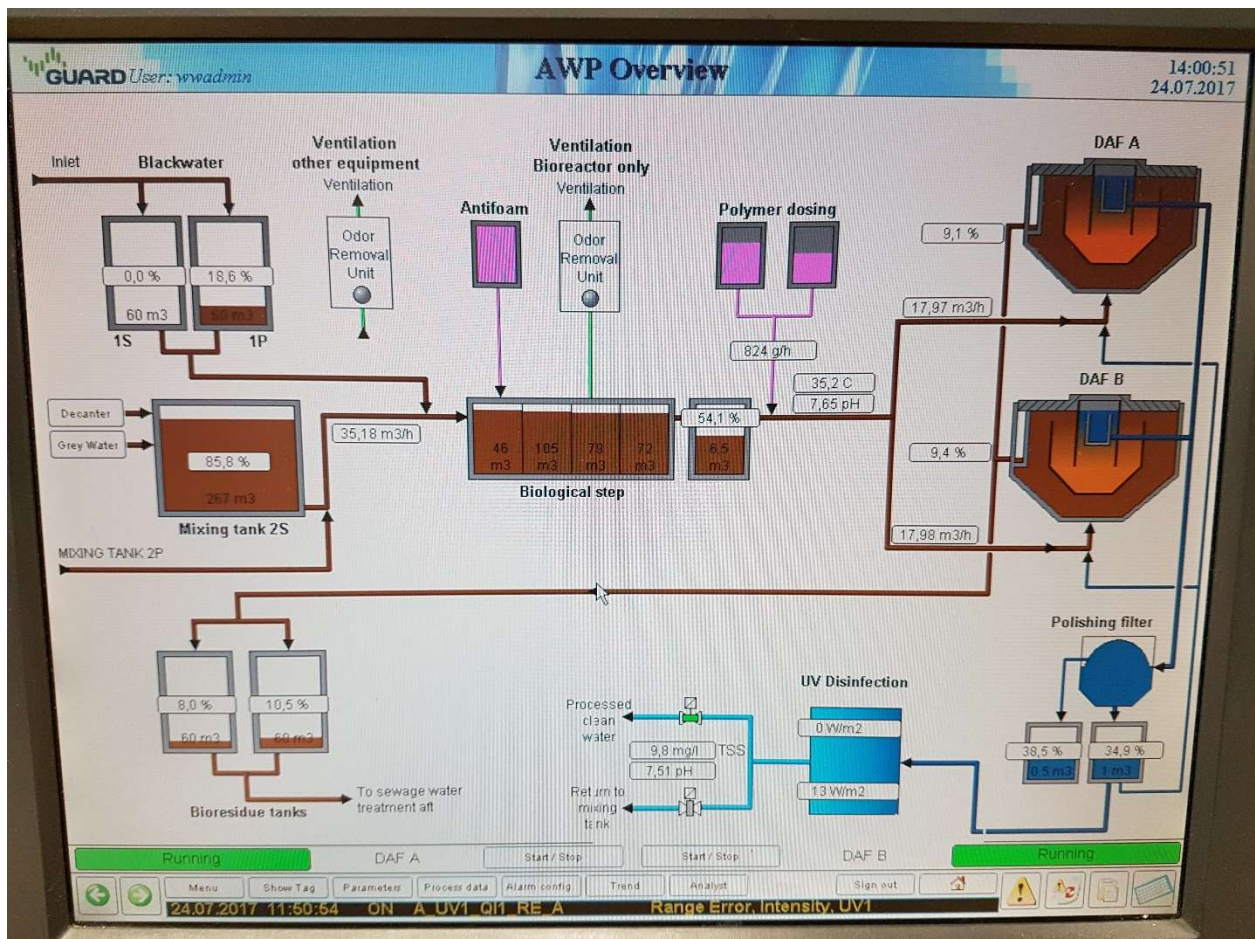 GUARD User: wwadmin
AWP Overview
14:00:51
24.07.2017
Inlet
Blackwater
Ventilation
other equipment
Ventilation
Odor
Removal
Unit
Ventilation
Bioreactor only
Ventilation
Odor
Removal
Unit
Antifoam
Polymer dosing
DAF A
0,0 %
18,6 %
60 m3
60 m3
1S
1P
9,1 %
17,97 m3/h
824 g/h
35,2 C
7,65 pH
DAF B
Decanter
Grey Water
85,8 %
267 m3
Mixing tank 2S
35,18 m3/h
46
m3
105
m3
79
m3
72
m3
Biological step
54,1 %
6,5
m3
9,4 %
17,98 m3/h
MIXING TANK 2P
8,0 %
10,5 %
60 m3
60 m3
Bioresidue tanks
To sewage water
treatment aft
Processed
clean
water
9,8 mg/l TSS
7,51 pH
Return to
mixing
tank
UV Disinfection
0 W/m2
13 W/m2
Polishing filter
38,5 %
34,9 %
0.5 m3
1 m3
Running
DAF A
Start / Stop
Start / Stop
DAF B
Running
Menu
Show Tag
Parameters
Process data
Alarm config
Trend
Analyst
Sign out
24.07.2017 11:50:54 ON A_UV1_QI1_RE_A Range Error, Intensity, UV1